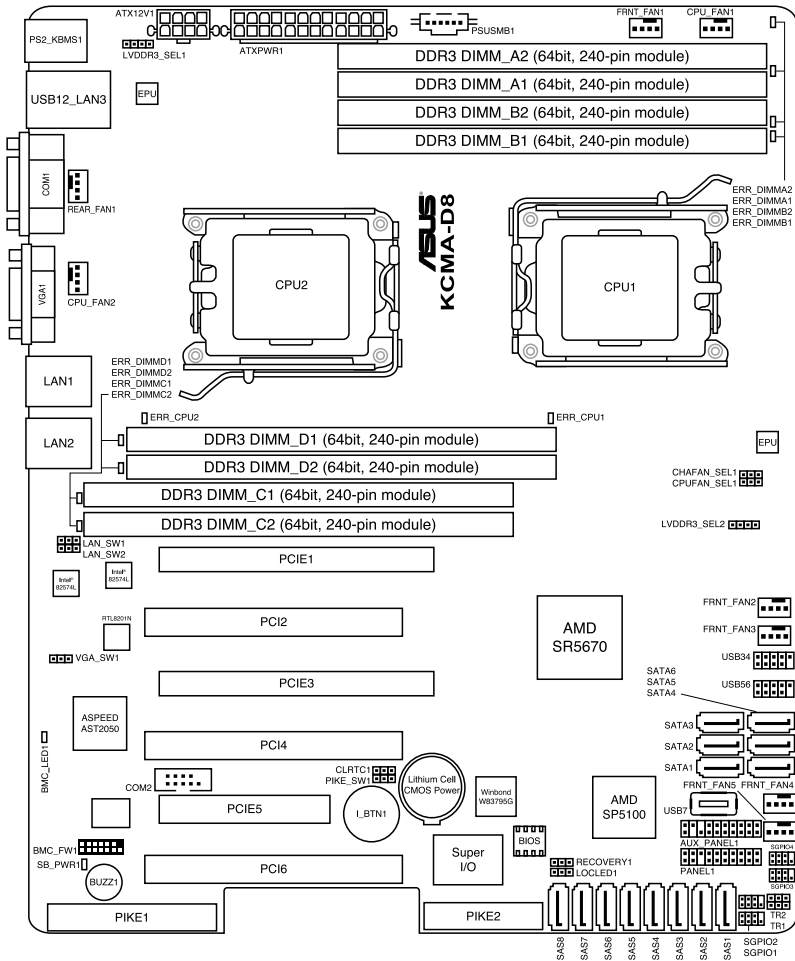 ATX12V1
PS2_KBMS1
LVDDR3_SEL1
ATXPWR1
PSUSMB1
FRNT_FAN1
CPU_FAN1
DDR3 DIMM_A2 (64bit, 240-pin module)
DDR3 DIMM_A1 (64bit, 240-pin module)
DDR3 DIMM_B2 (64bit, 240-pin module)
DDR3 DIMM_B1 (64bit, 240-pin module)
USB12_LAN3
EPU
COM1
REAR_FAN1
ERR_DIMMA2
ERR_DIMMA1
ERR_DIMMB2
ERR_DIMMB1
VGA1
CPU_FAN2
CPU2
ASUS
KCMA-D8
CPU1
LAN1
ERR_DIMMD1
ERR_DIMMD2
ERR_DIMMC1
ERR_DIMMC2
LAN2
ERR_CPU2
ERR_CPU1
DDR3 DIMM_D1 (64bit, 240-pin module)
DDR3 DIMM_D2 (64bit, 240-pin module)
DDR3 DIMM_C1 (64bit, 240-pin module)
DDR3 DIMM_C2 (64bit, 240-pin module)
EPU
CHAFAN_SEL1
CPUFAN_SEL1
LVDDR3_SEL2
LAN_SW1
LAN_SW2
Intel®
82574L
Intel®
82574L
PCIE1
RTL8201N
PCI2
VGA_SW1
AMD
SR5670
FRNT_FAN2
FRNT_FAN3
USB34
USB56
PCIE3
SATA6
SATA5
SATA4
ASPEED
AST2050
BMC_LED1
PCI4
SATA3
SATA2
SATA1
COM2
CLRTC1
PIKE_SW1
Lithium Cell
CMOS Power
Winbond
W83795G
AMD
SP5100
FRNT_FAN5
FRNT_FAN4
USB7
PCIE5
I_BTN1
BIOS
AUX_PANEL1
PANEL1
SGPIO4
SGPIO3
BMC_FW1
SB_PWR1
BUZZ1
PCI6
Super
I/O
RECOVERY1
LOCLED1
PIKE1
PIKE2
SAS8
SAS7
SAS6
SAS5
SAS4
SAS3
SAS2
SAS1
TR2
TR1
SGPIO2
SGPIO1